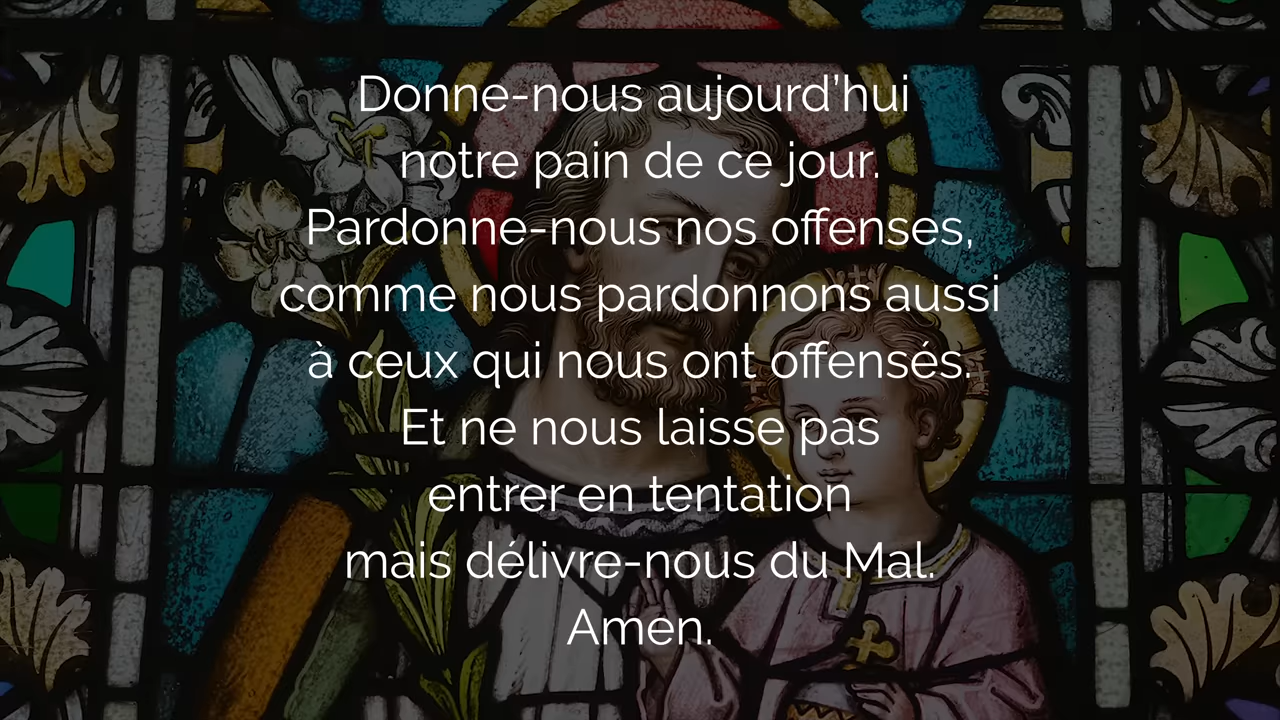 Donne-nous aujourd’hui
notre pain de ce jour.
Pardonne-nous nos offenses,
comme nous pardonnons aussi
à ceux qui nous ont offensés.
Et ne nous laisse pas
entrer en tentation
mais délivre-nous du Mal.
Amen.